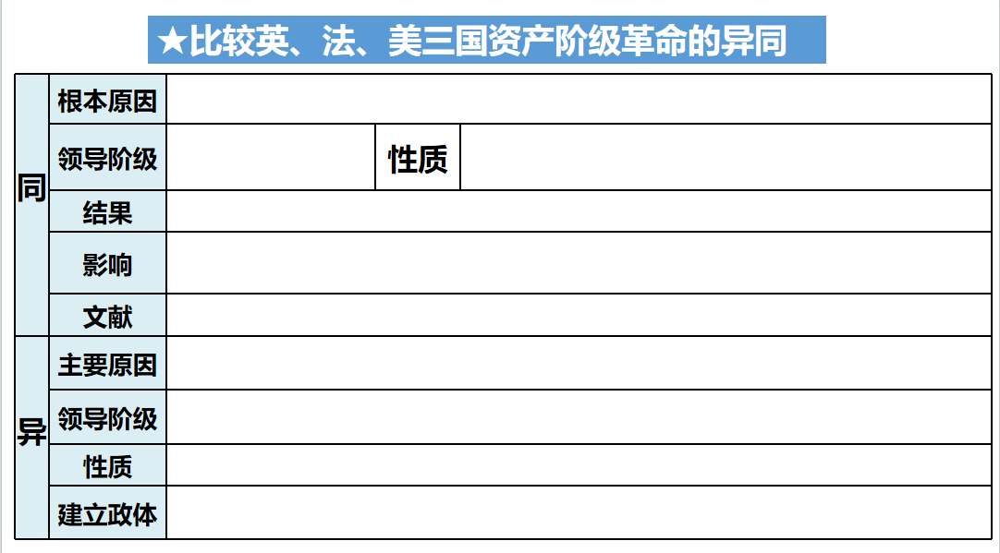 ★比较英、法、美三国资产阶级革命的异同
同
根本原因
领导阶级
性质
结果
影响
文献
异
主要原因
领导阶级
性质
建立政体